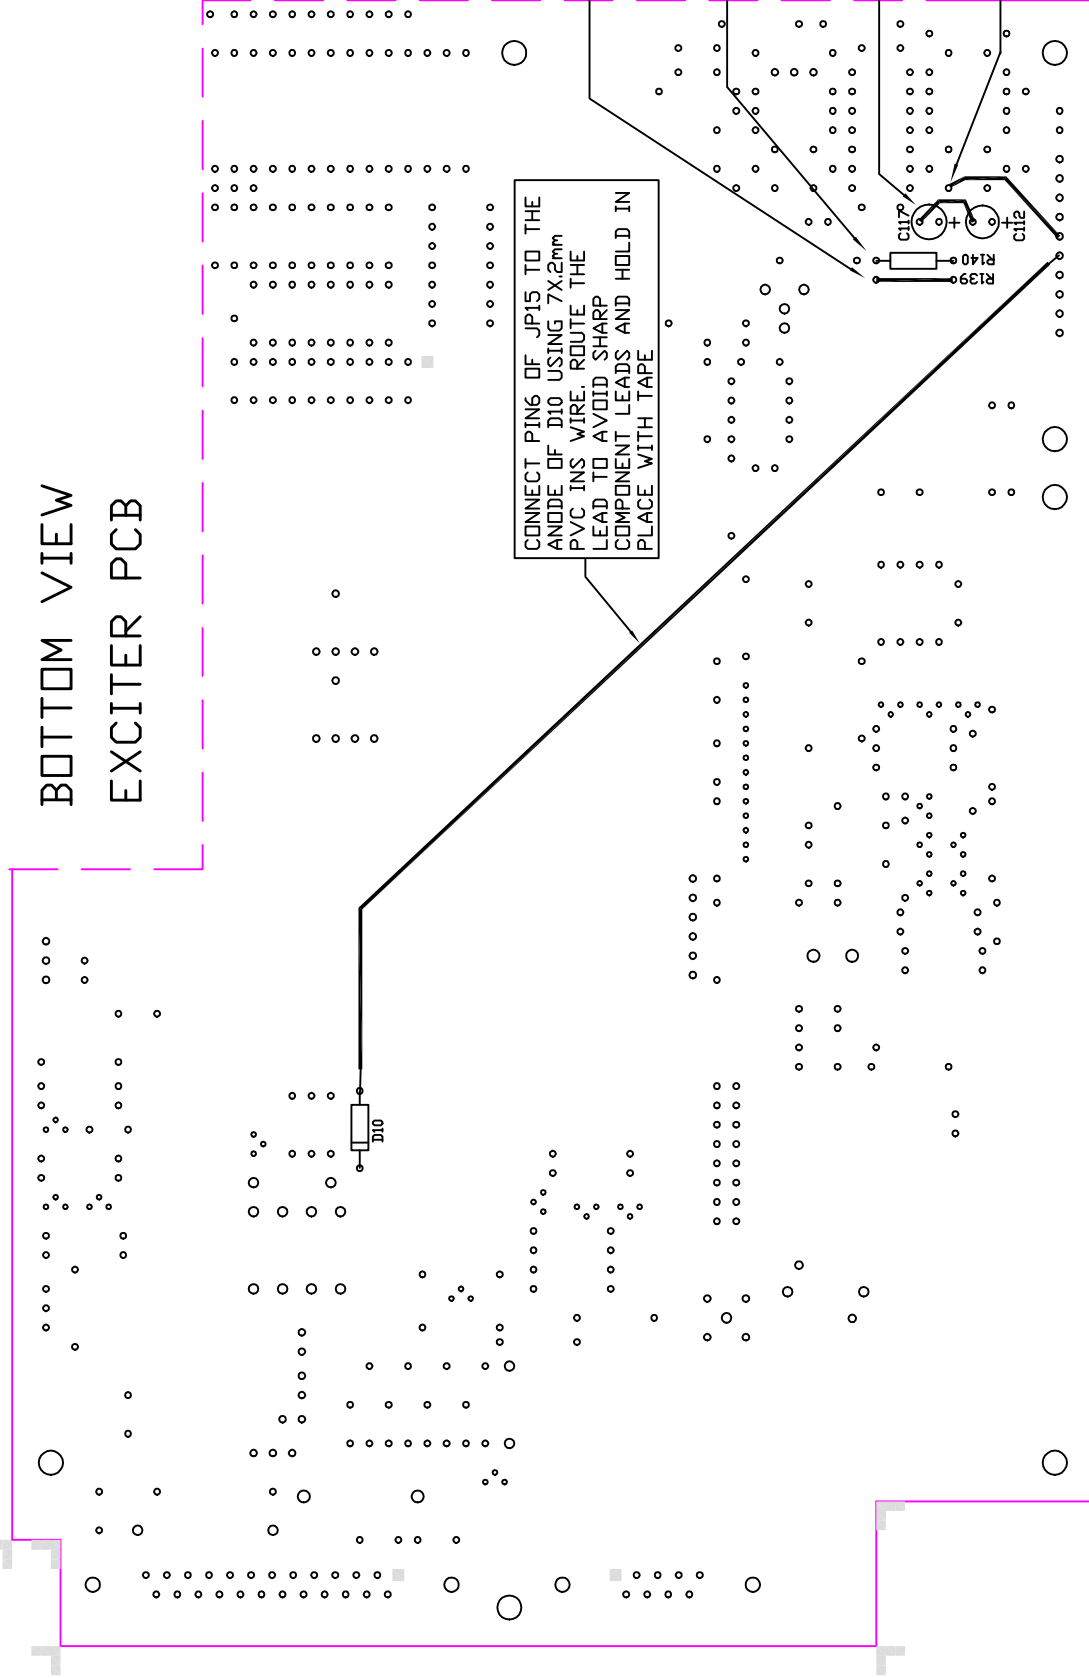 BOTTOM VIEW
EXCITER PCB
CONNECT PIN6 OF JP15 TO THE
ANODE OF D10 USING 7X.2mm
PVC INS WIRE. ROUTE THE
LEAD TO AVOID SHARP
COMPONENT LEADS AND HOLD IN
PLACE WITH TAPE
C117
+
+
C112
R140
R139
D10